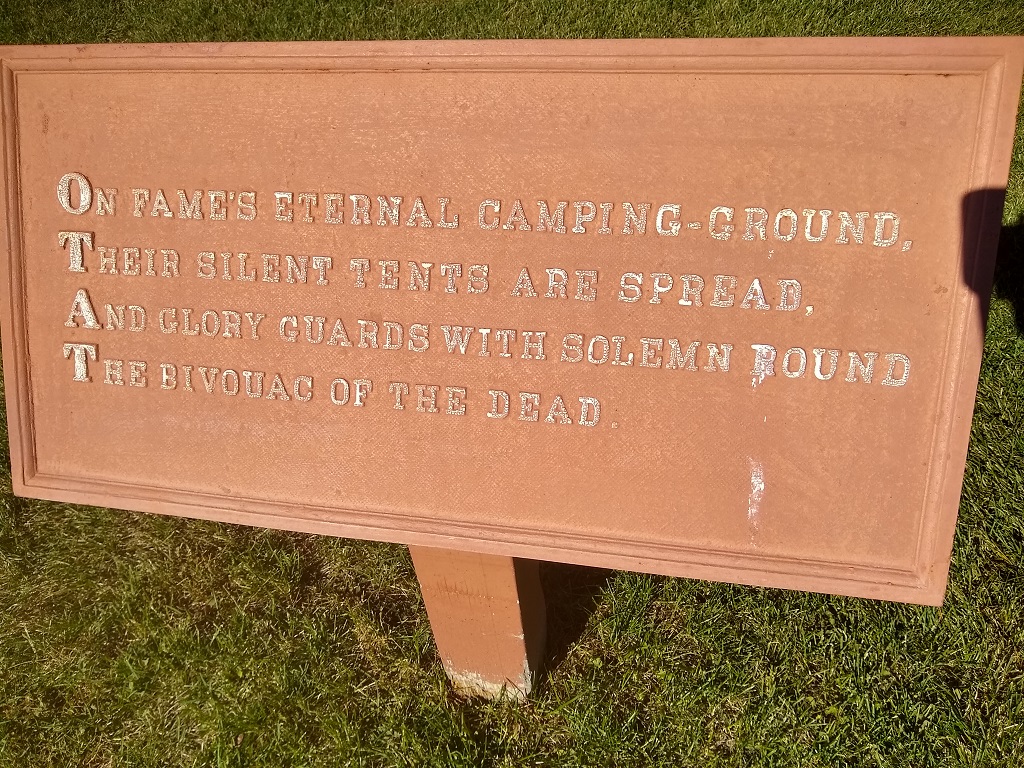 On FAME'S ETERNAL CAMPING-GROUND,
THEIR SILENT TENTS ARE SPREAD,
AND GLORY GUARDS WITH SOLEMN ROUND
THE BIVOUAC OF THE DEAD.